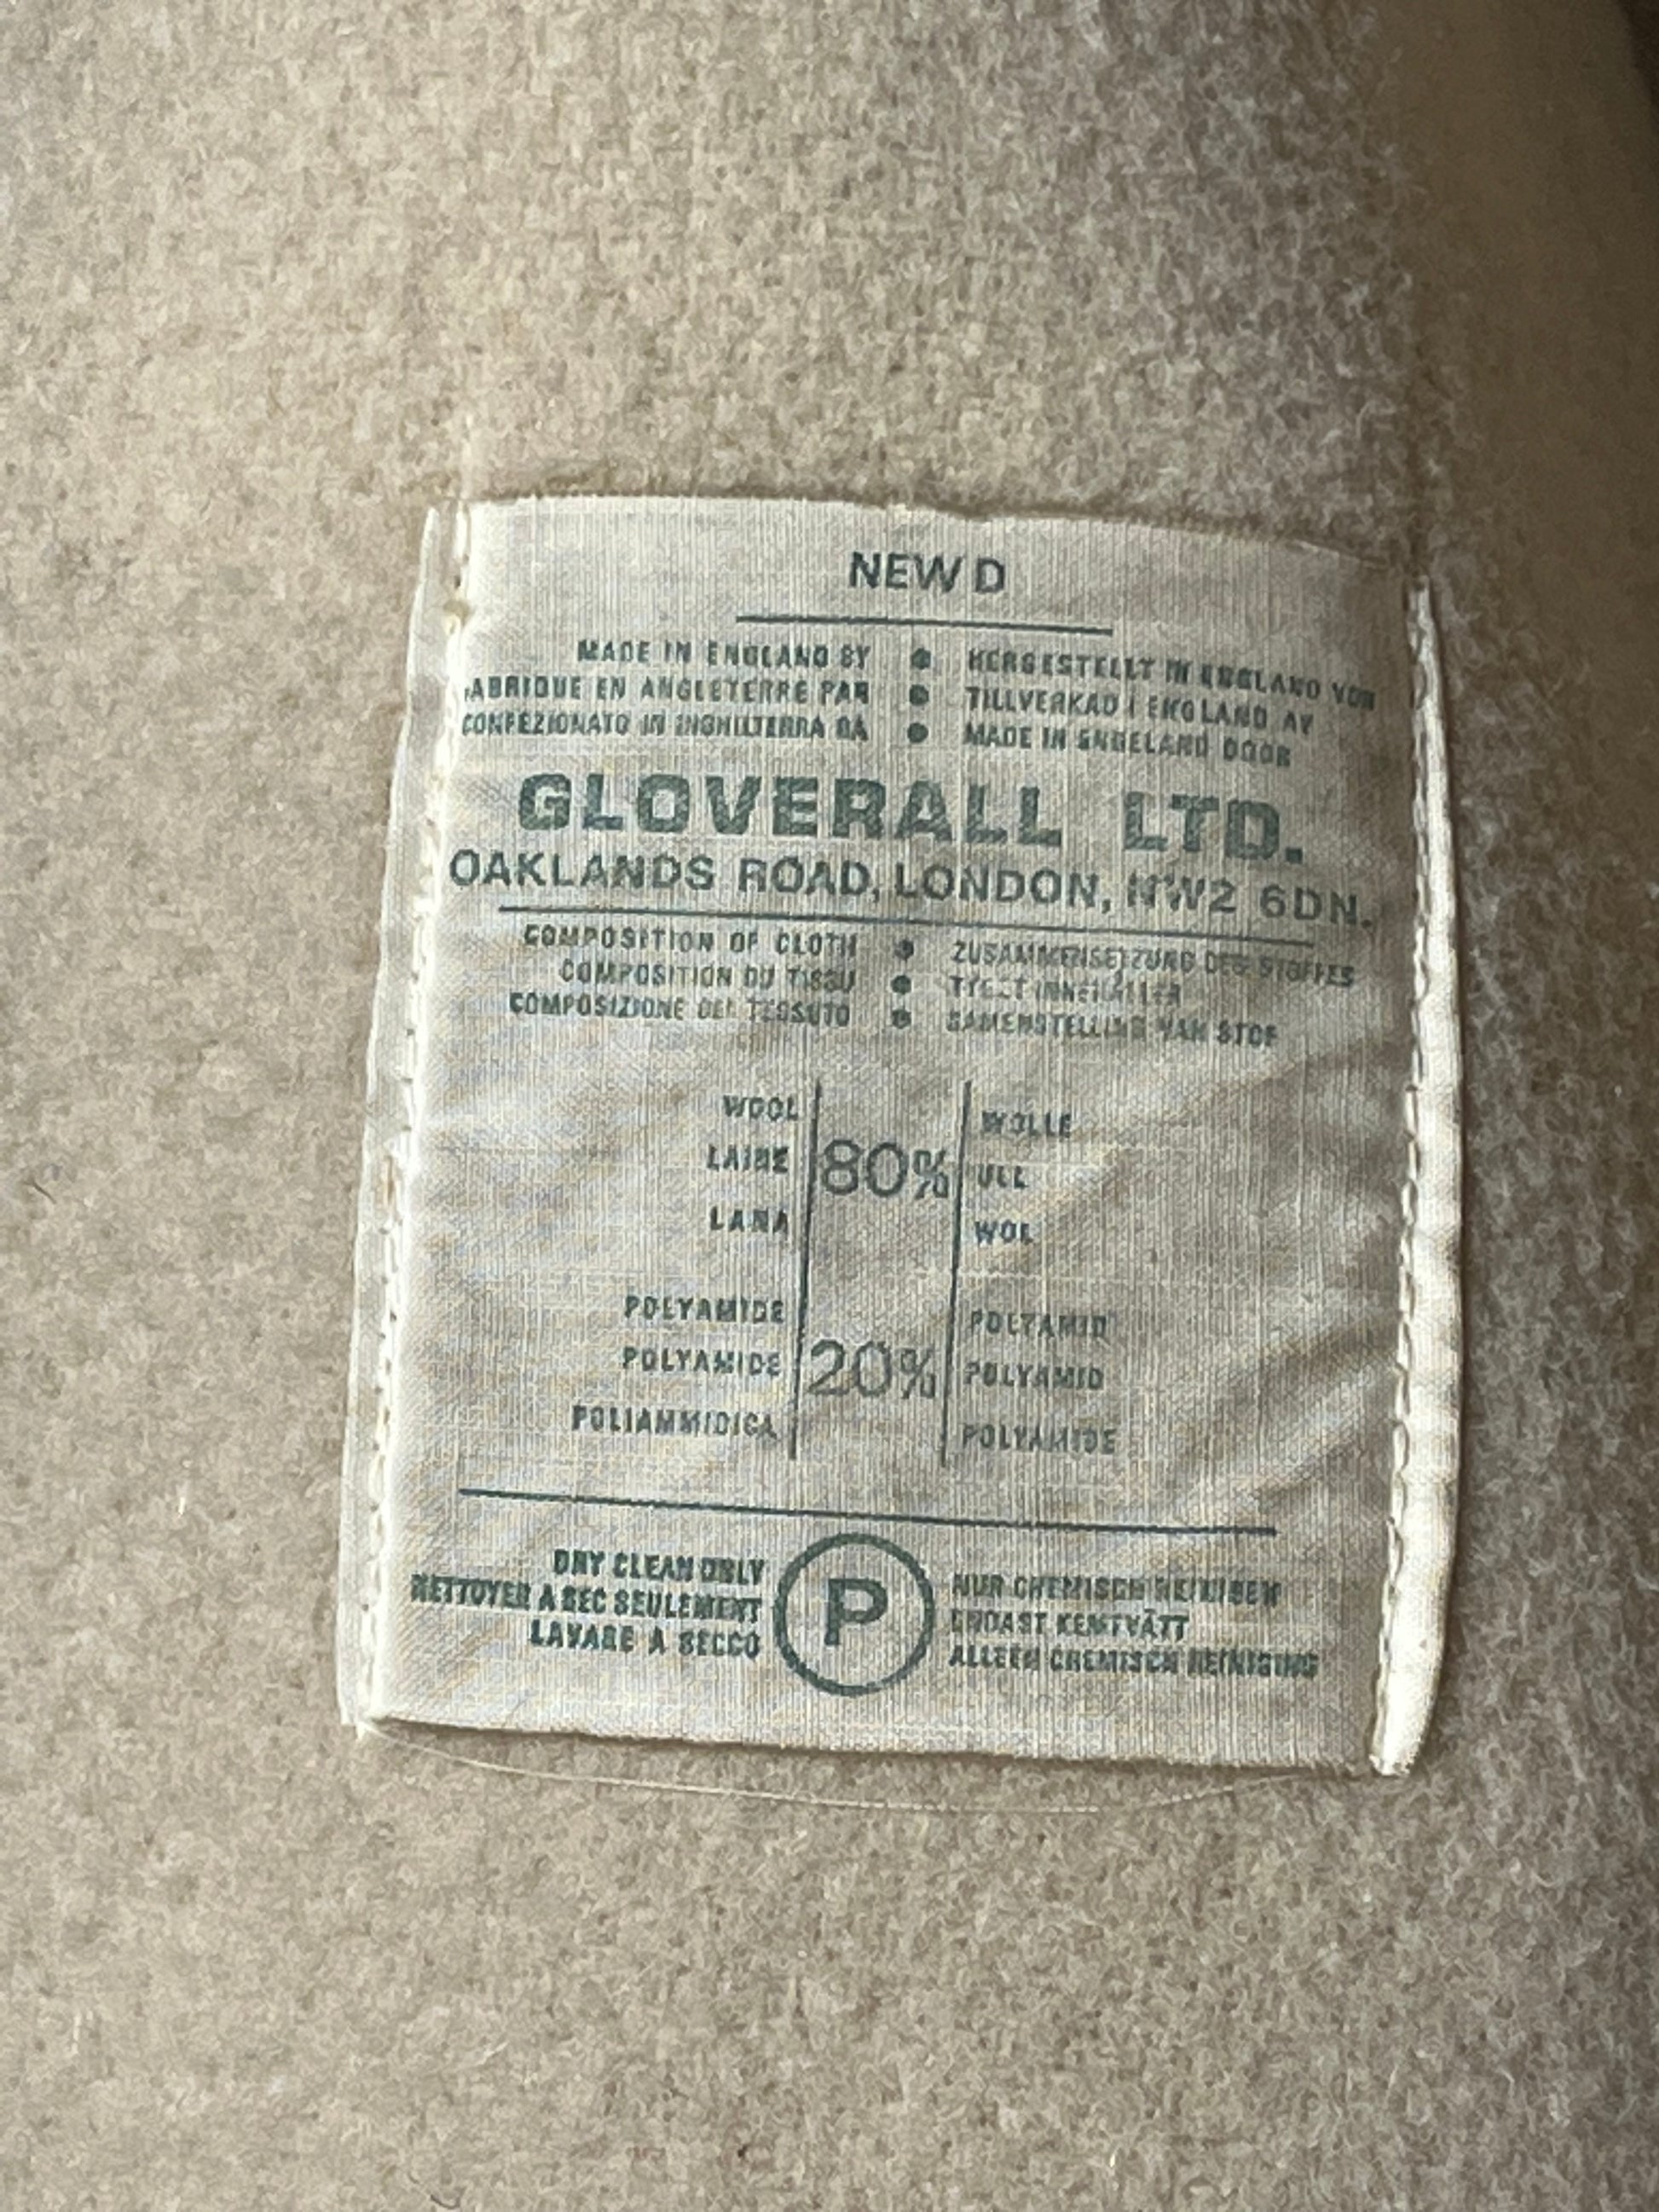 NEW D
MADE IN ENGLAND BY ● HERGESTELLT IN ENGLAND VON
FABRIQUE EN ANGLETERRE PAR ● TILLVERKAD I ENGLAND AV
CONFEZIONATO IN INGHILTERRA DA ● MADE IN ENGELAND DOOR
GLOVERALL LTD.
OAKLANDS ROAD, LONDON, NW2 6DN.
COMPOSITION OF CLOTH ● ZUSAMMENSETZUNG DES STOFFES
COMPOSITION DU TISSU ●
COMPOSIZIONE DEL TESSUTO ● SAMENSTELLING VAN STOF
WOOL WOLLE
LAINE 80% ULL
LANA WOL
POLYAMIDE POLYAMID
POLYAMIDE 20% POLYAMID
POLIAMMIDICA POLYAMIDE
DRY CLEAN ONLY NUR CHEMISCH REINIGEN
NETTOYER A SEC SEULEMENT P ENDAST KEMTVÄTT
LAVARE A SECCO ALLEEN CHEMISCH REINIGING